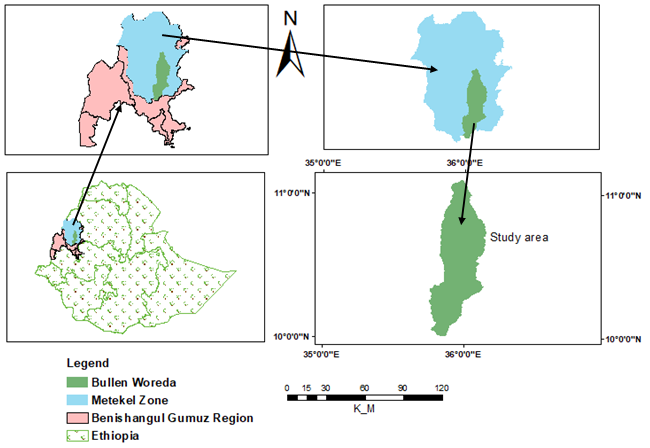 N
35°0'0"E
36°0'0"E
11°0'0"N
11°0'0"N
Study area
10°0'0"N
10°0'0"N
35°0'0"E
36°0'0"E
Legend
Bullen Woreda
Metekel Zone
Benishangul Gumuz Region
Ethiopia
0 15 30 60 90 120
K_M